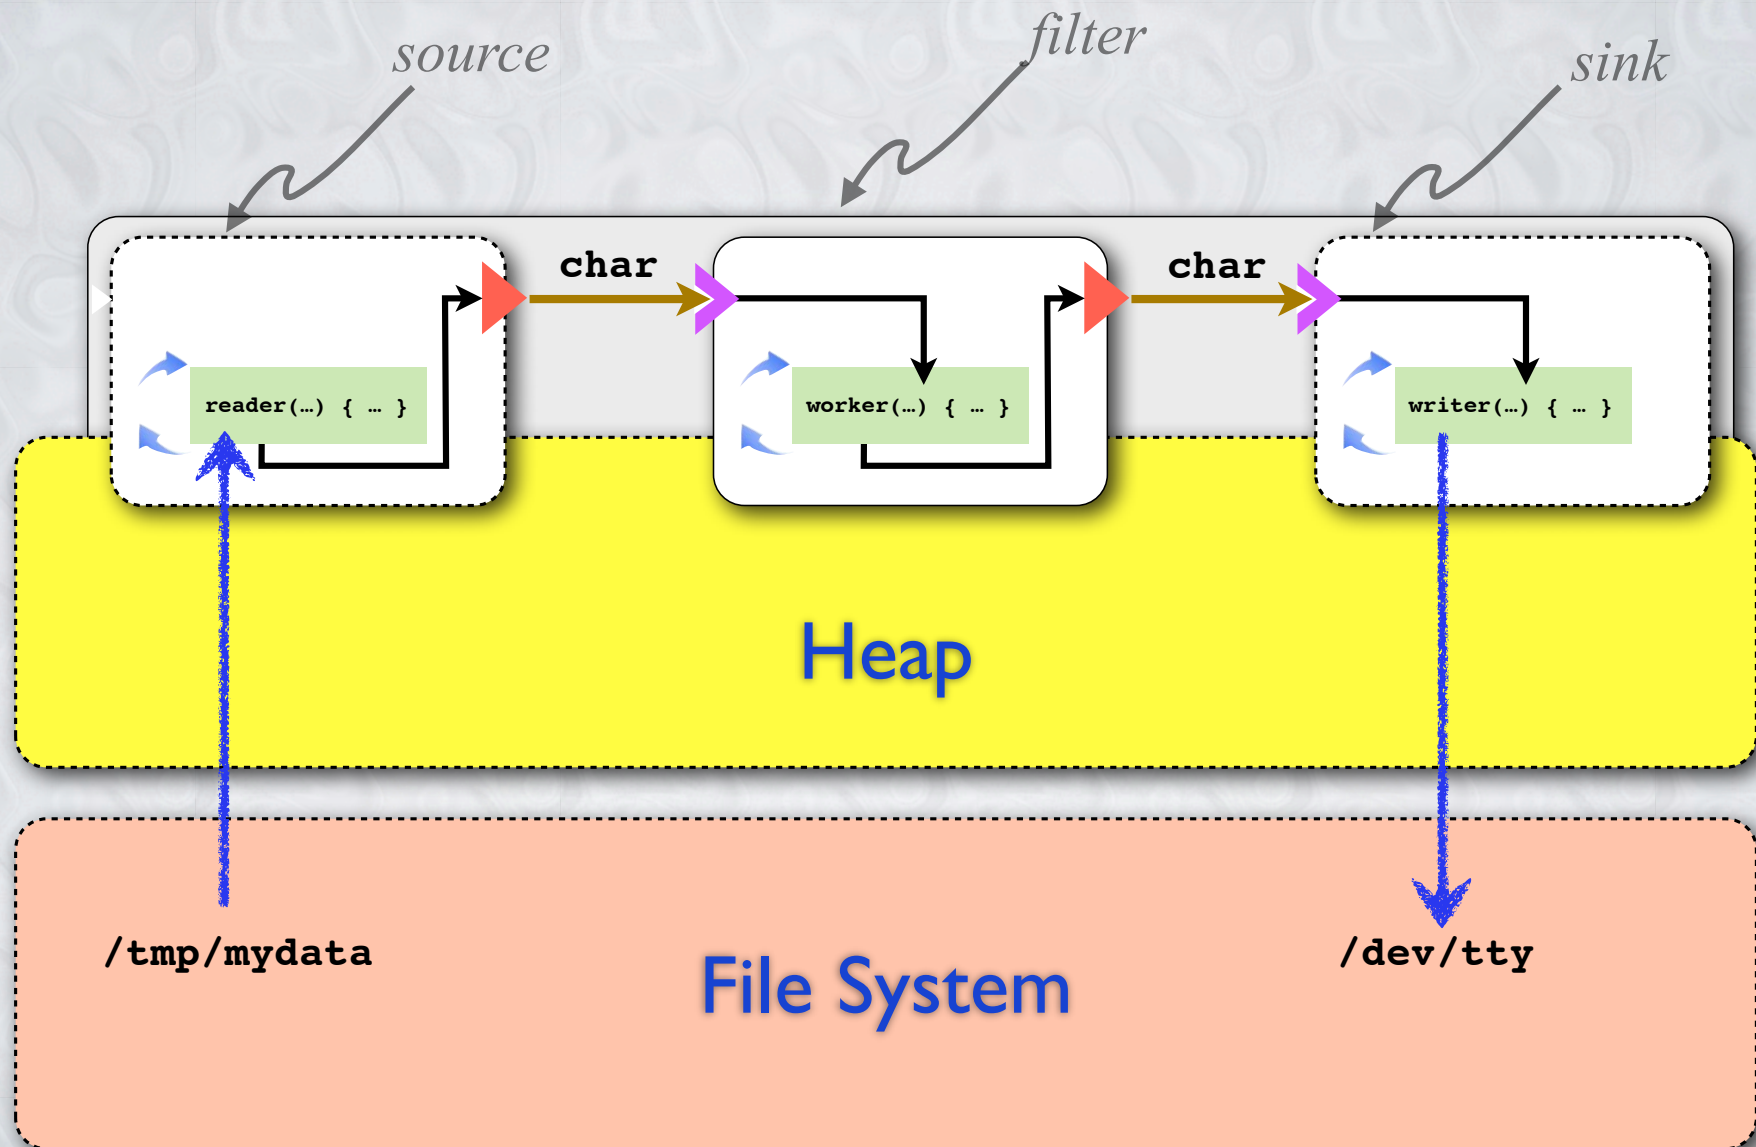 source
filter
sink
char
char
reader(…) { … }
worker(…) { … }
writer(…) { … }
Heap
/tmp/mydata
File System
/dev/tty